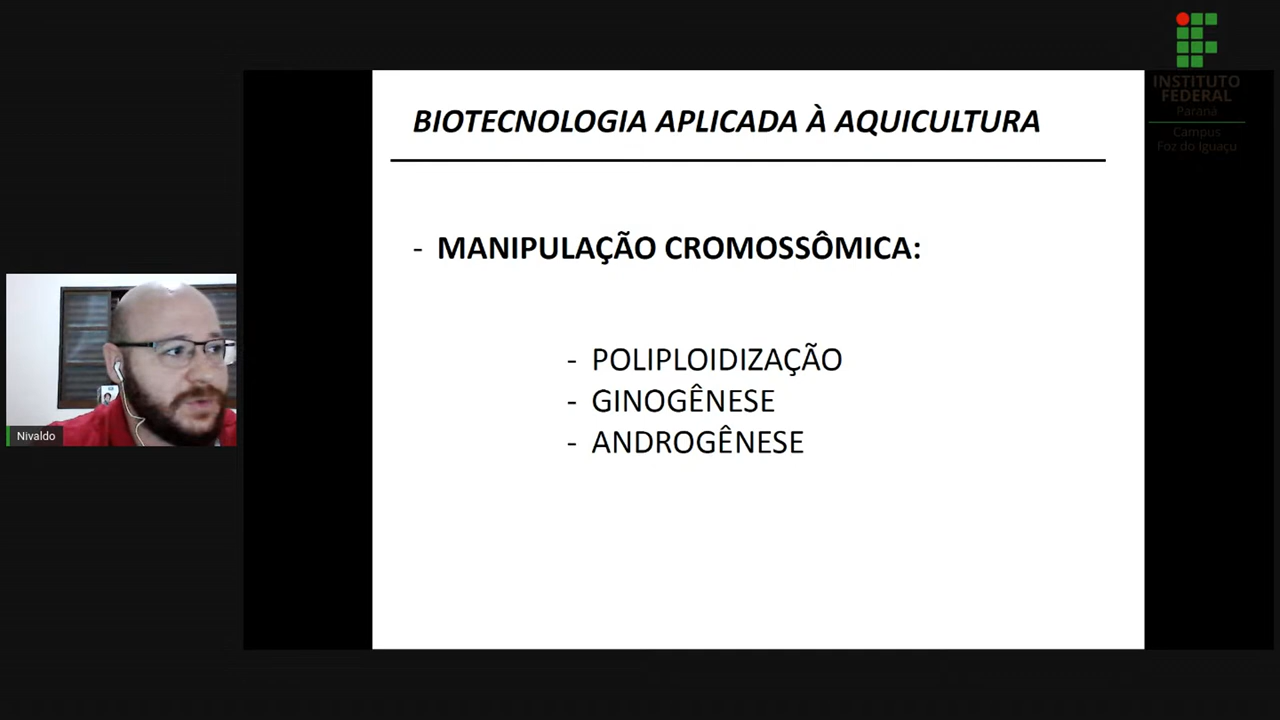 INSTITUTO
FEDERAL
Paraná
Campus
Foz do Iguaçu
BIOTECNOLOGIA APLICADA À AQUICULTURA
- MANIPULAÇÃO CROMOSSÔMICA:
- POLIPLOIDIZAÇÃO
- GINOGÊNESE
- ANDROGÊNESE
Nivaldo